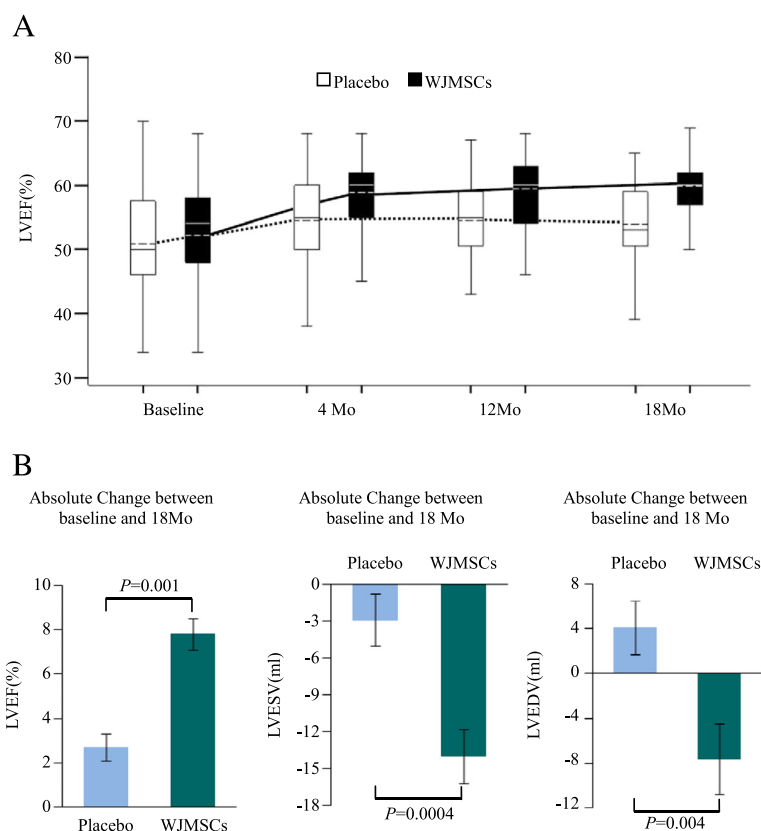 A
80
70
60
50
40
30
LVEF(%)
Placebo WJMSCs
Baseline 4 Mo 12Mo 18Mo
B
Absolute Change between
baseline and 18Mo
10
8
6
4
2
0
LVEF(%)
P=0.001
Placebo WJMSCs
Absolute Change between
baseline and 18 Mo
Placebo WJMSCs
0
-3
-6
-9
-12
-15
-18
LVESV(ml)
P=0.0004
Absolute Change between
baseline and 18 Mo
Placebo WJMSCs
8
4
0
-4
-8
-12
LVEDV(ml)
P=0.004